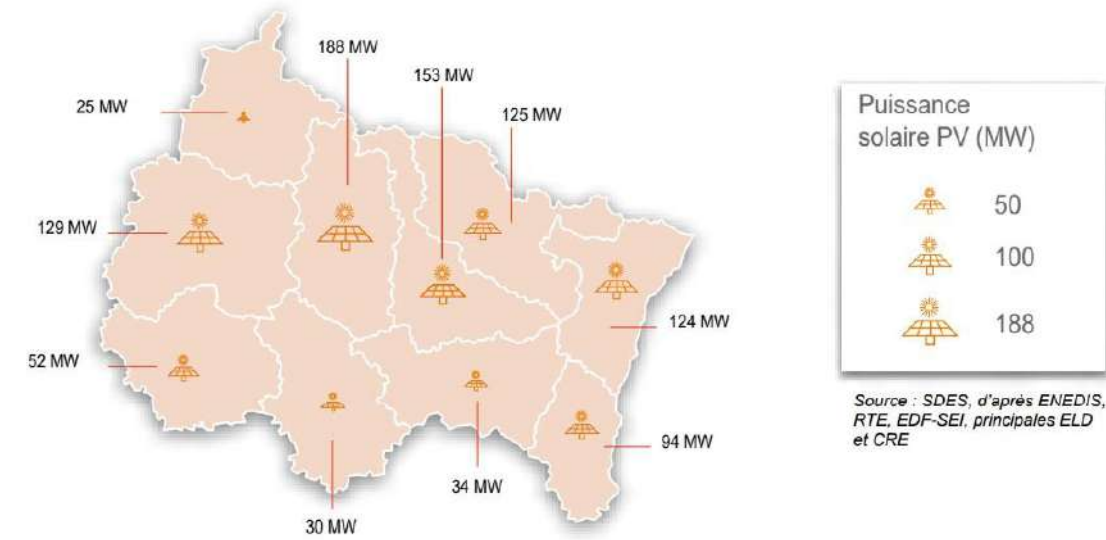 188 MW
153 MW
25 MW
125 MW
129 MW
124 MW
52 MW
94 MW
34 MW
30 MW
Puissance
solaire PV (MW)
50
100
188
Source : SDES, d'après ENEDIS,
RTE, EDF-SEI, principales ELD
et CRE